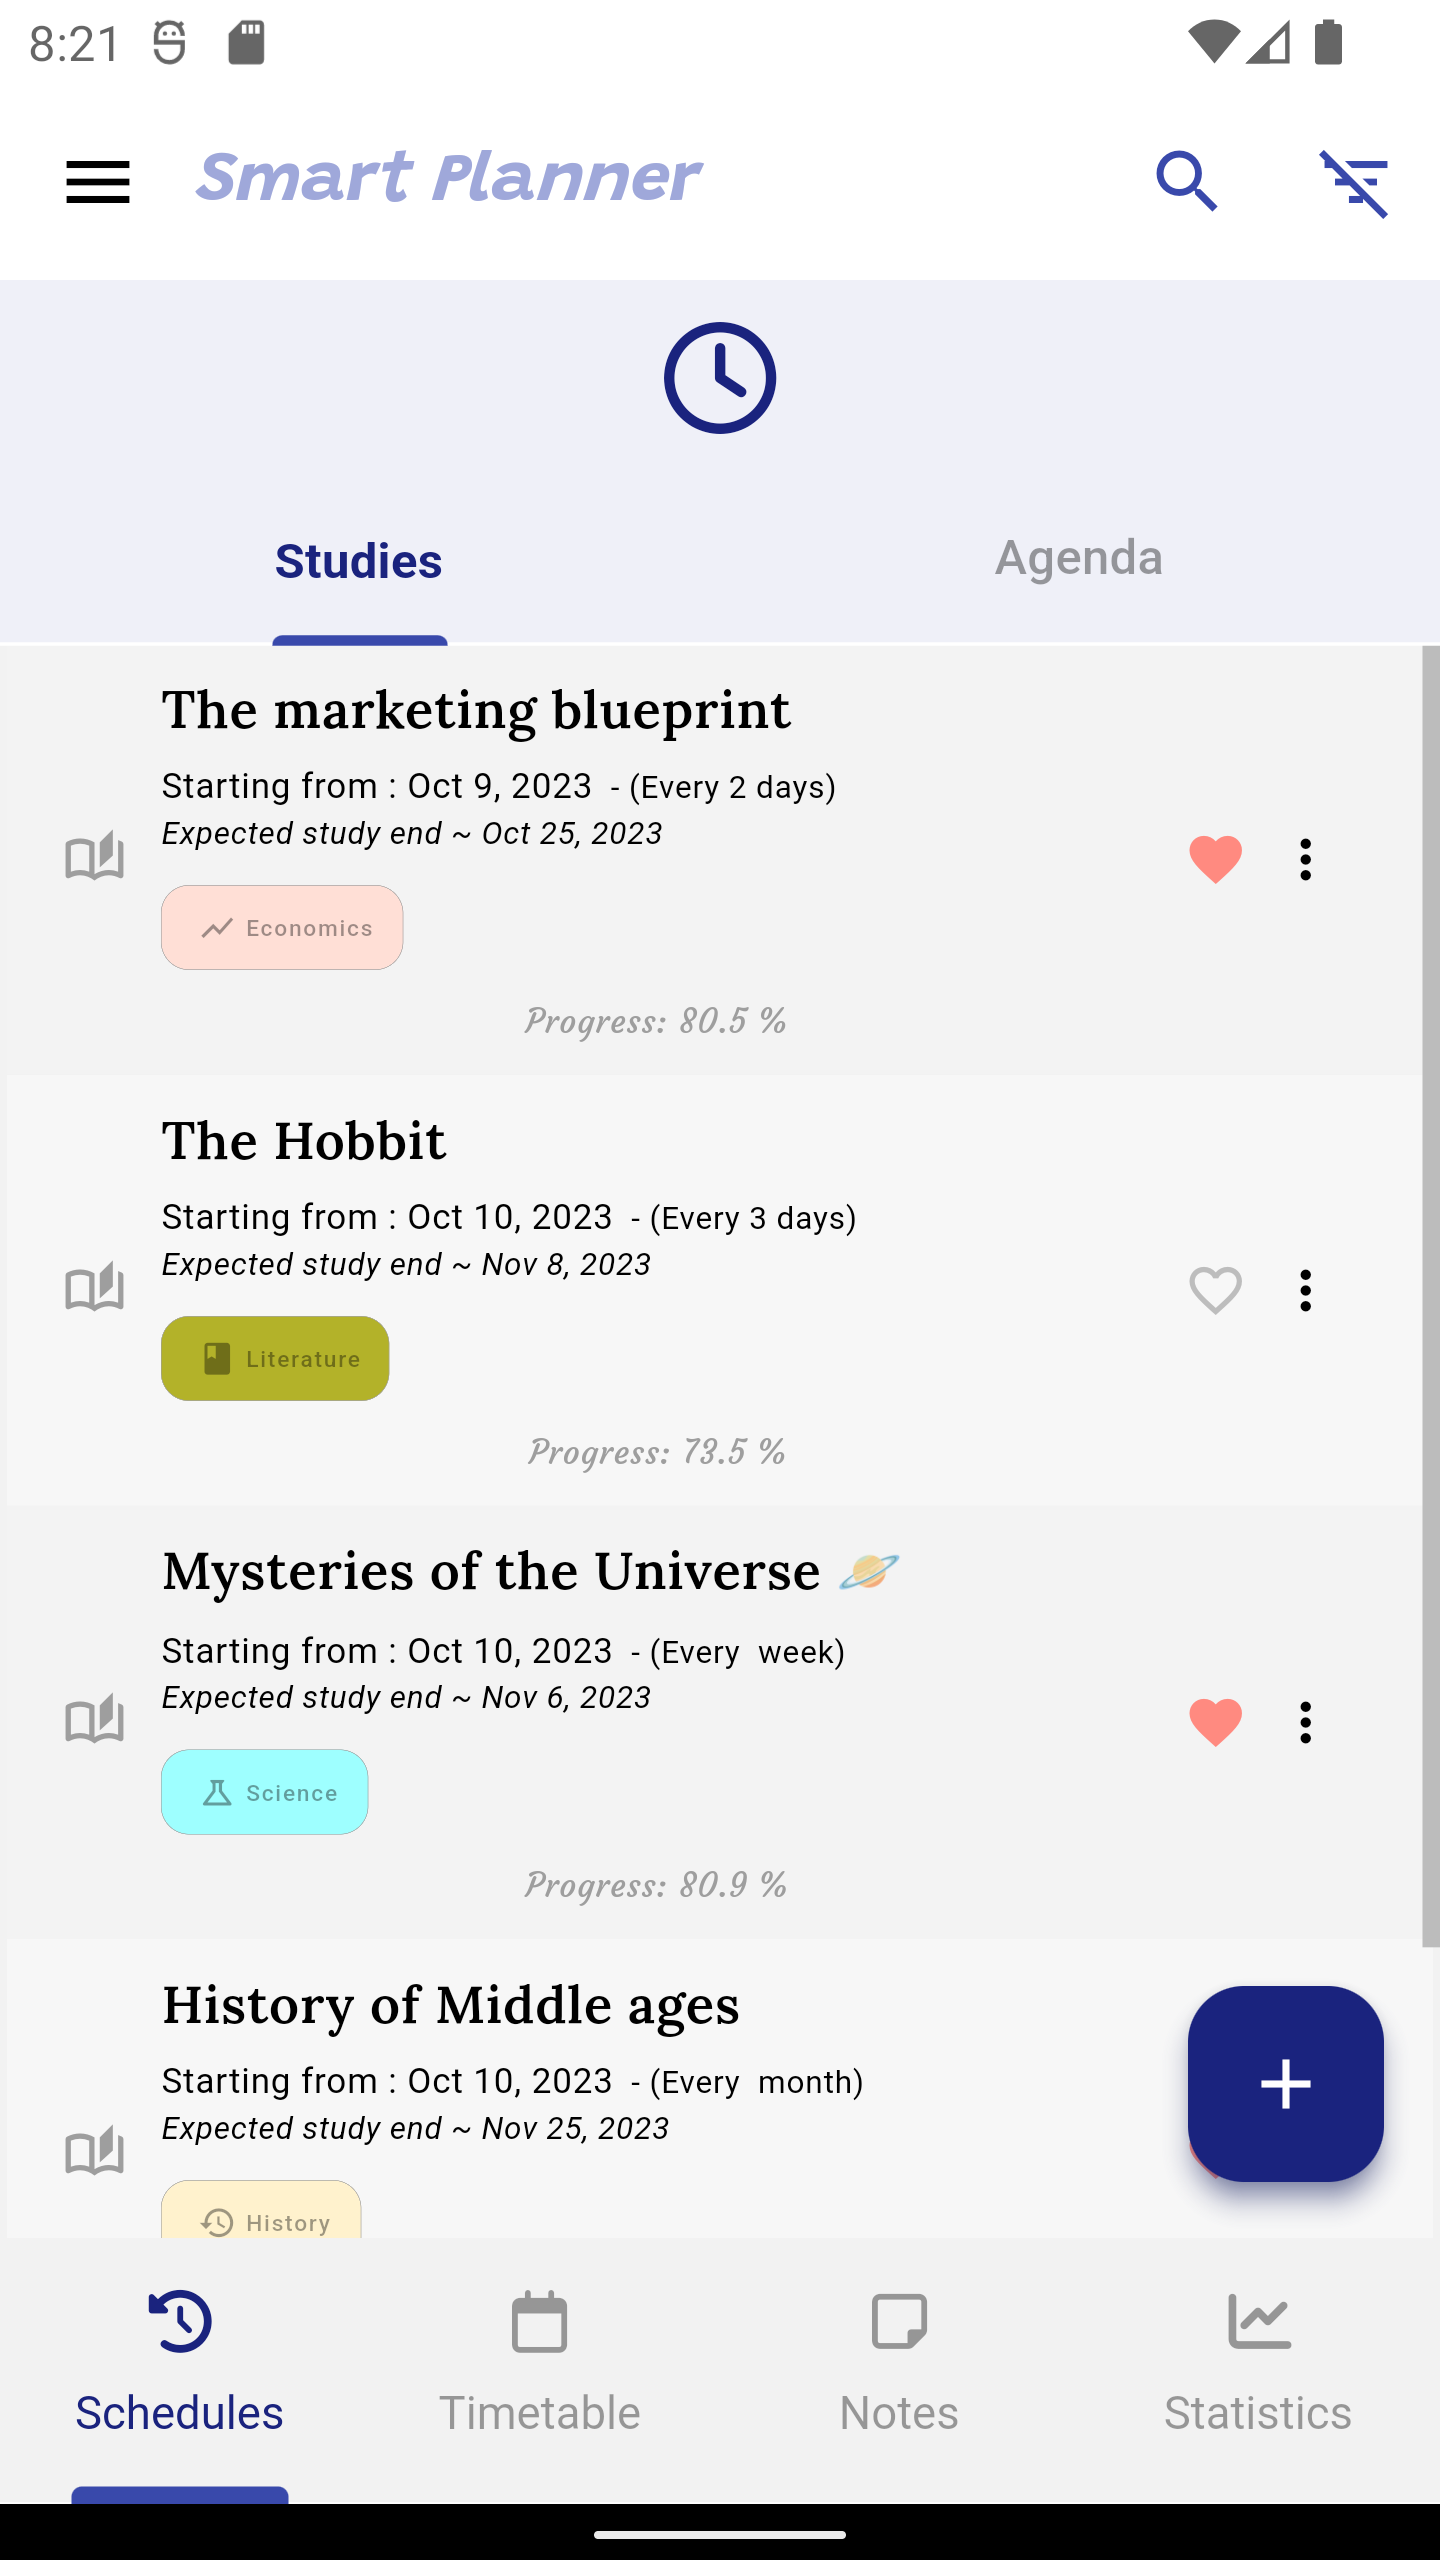 8:21
Smart Planner
Studies
Agenda
The marketing blueprint
Starting from : Oct 9, 2023 - (Every 2 days)
Expected study end ~ Oct 25, 2023
Economics
Progress: 80.5 %
The Hobbit
Starting from : Oct 10, 2023 - (Every 3 days)
Expected study end ~ Nov 8, 2023
Literature
Progress: 73.5 %
Mysteries of the Universe 🪐
Starting from : Oct 10, 2023 - (Every  week)
Expected study end ~ Nov 6, 2023
Science
Progress: 80.9 %
History of Middle ages
Starting from : Oct 10, 2023 - (Every  month)
Expected study end ~ Nov 25, 2023
History
Schedules
Timetable
Notes
Statistics